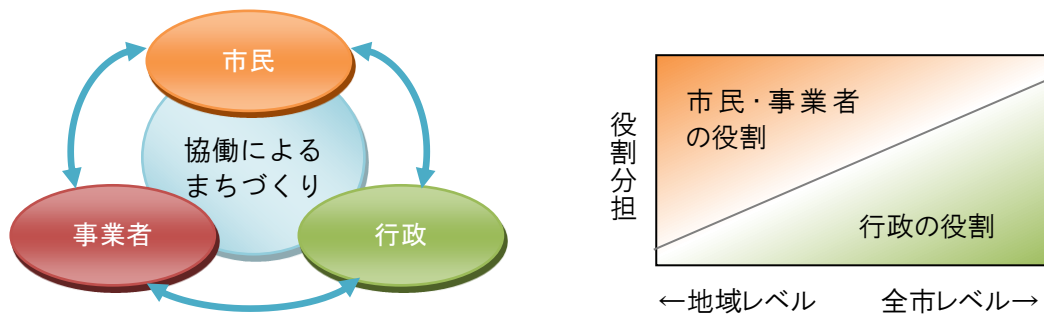 市民
協働による
まちづくり
事業者
行政
役割分担
市民・事業者
の役割
行政の役割
←地域レベル
全市レベル→